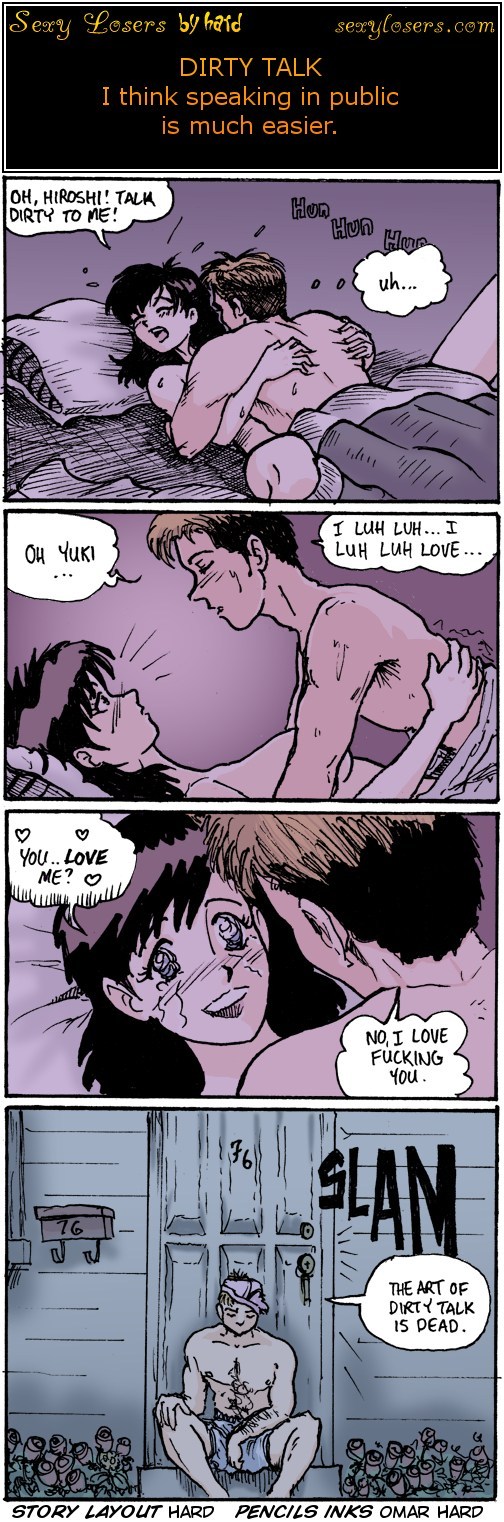 Sexy Losers by hard
sexylosers.com
DIRTY TALK
I think speaking in public
is much easier.
OH, HIROSHI! TALK
DIRTY TO ME!
HUN
HUN
HUN
uh...
OH YUKI
...
I LUH LUH... I
LUH LUH LOVE...
YOU.. LOVE
ME?
NO, I LOVE
FUCKING
YOU.
76
76
SLAM
THE ART OF
DIRTY TALK
IS DEAD.
STORY LAYOUT HARD PENCILS INKS OMAR HARD